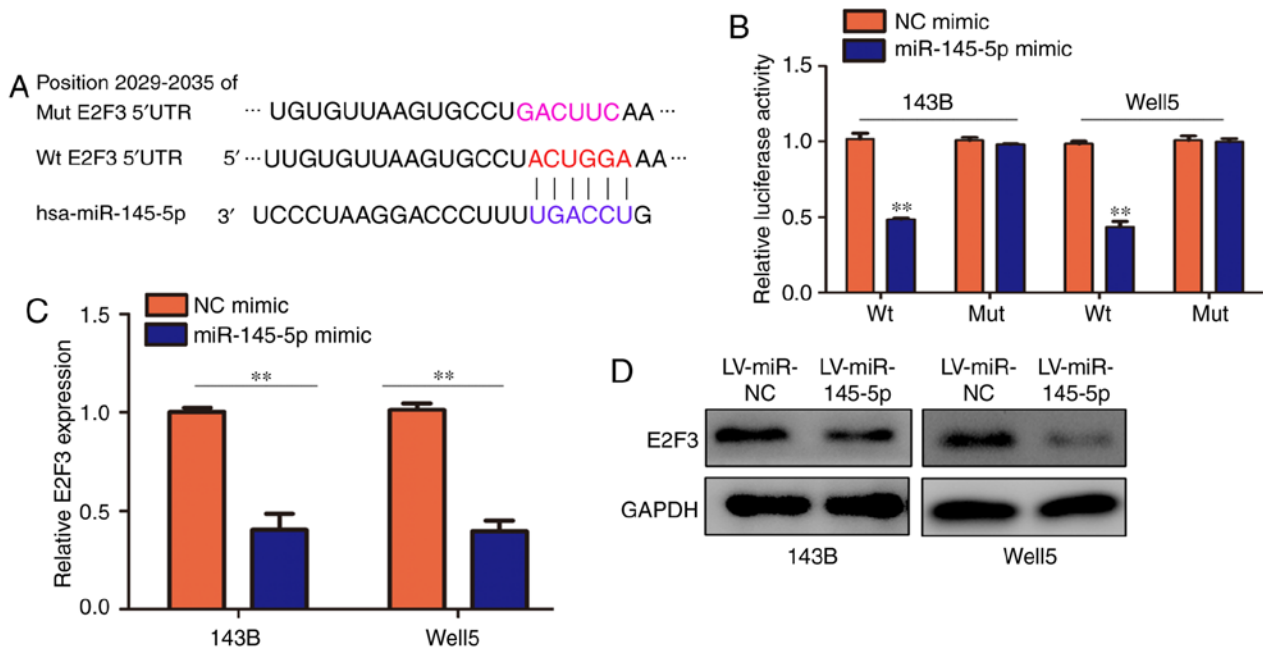 A
Position 2029-2035 of
Mut E2F3 5′UTR ··· UGUGUUAAGUGCCUGACUUCAA ···
Wt E2F3 5′UTR 5′ ··· UUGUGUUAAGUGCCUACUGGAAA ···
hsa-miR-145-5p 3′ UCCCUAAGGACCCUUUUGACCUG
B
NC mimic
miR-145-5p mimic
Relative luciferase activity
1.5
1.0
0.5
0.0
143B
Well5
**
**
Wt Mut Wt Mut
C
NC mimic
miR-145-5p mimic
Relative E2F3 expression
1.5
1.0
0.5
0.0
**
**
143B Well5
D
LV-miR-
NC
LV-miR-
145-5p
LV-miR-
NC
LV-miR-
145-5p
E2F3
GAPDH
143B Well5